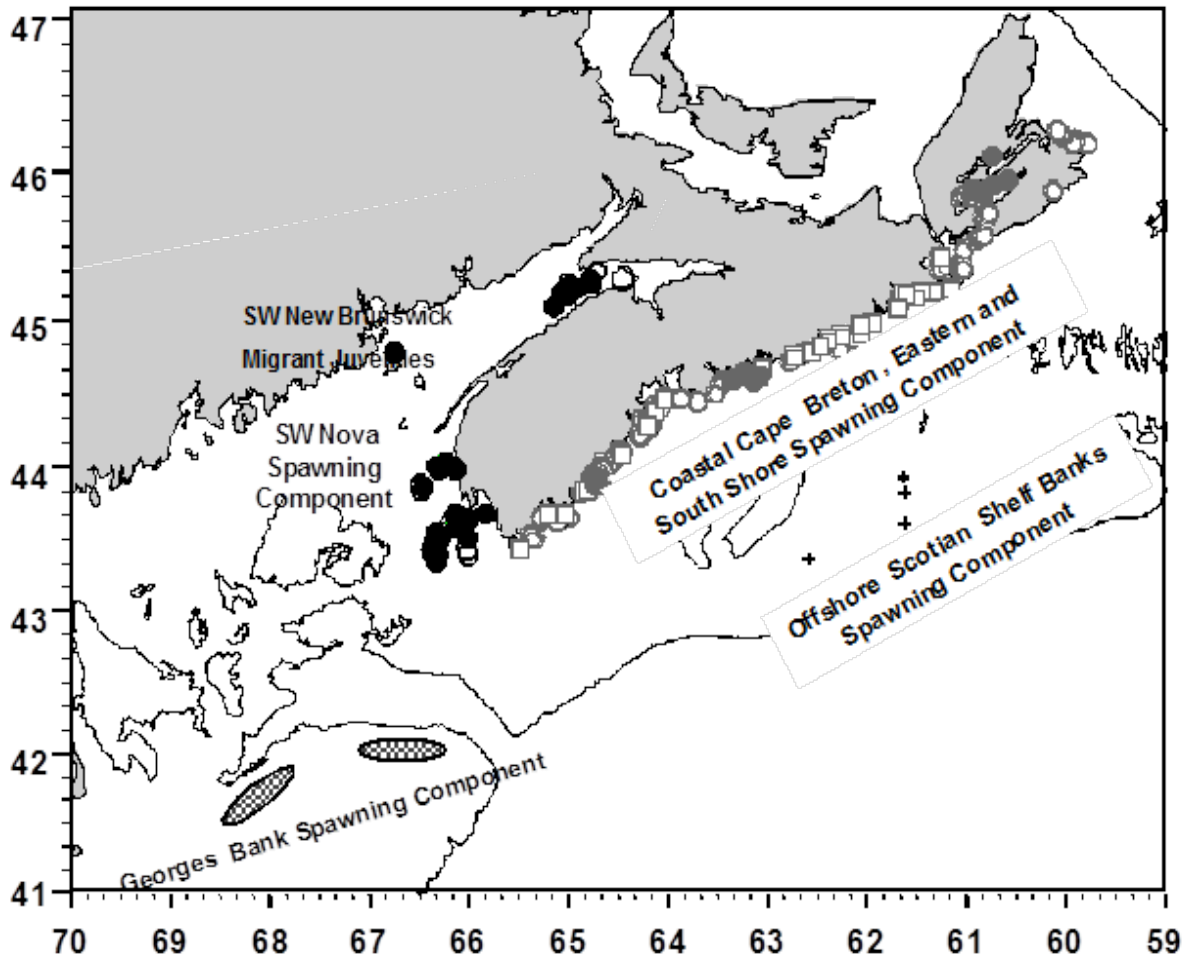 47
46
45
44
43
42
41
SW New Brunswick
Migrant Juveniles
SW Nova
Spawning
Component
Coastal Cape Breton, Eastern and
South Shore Spawning Component
Offshore Scotian Shelf Banks
Spawning Component
Georges Bank Spawning Component
70 69 68 67 66 65 64 63 62 61 60 59